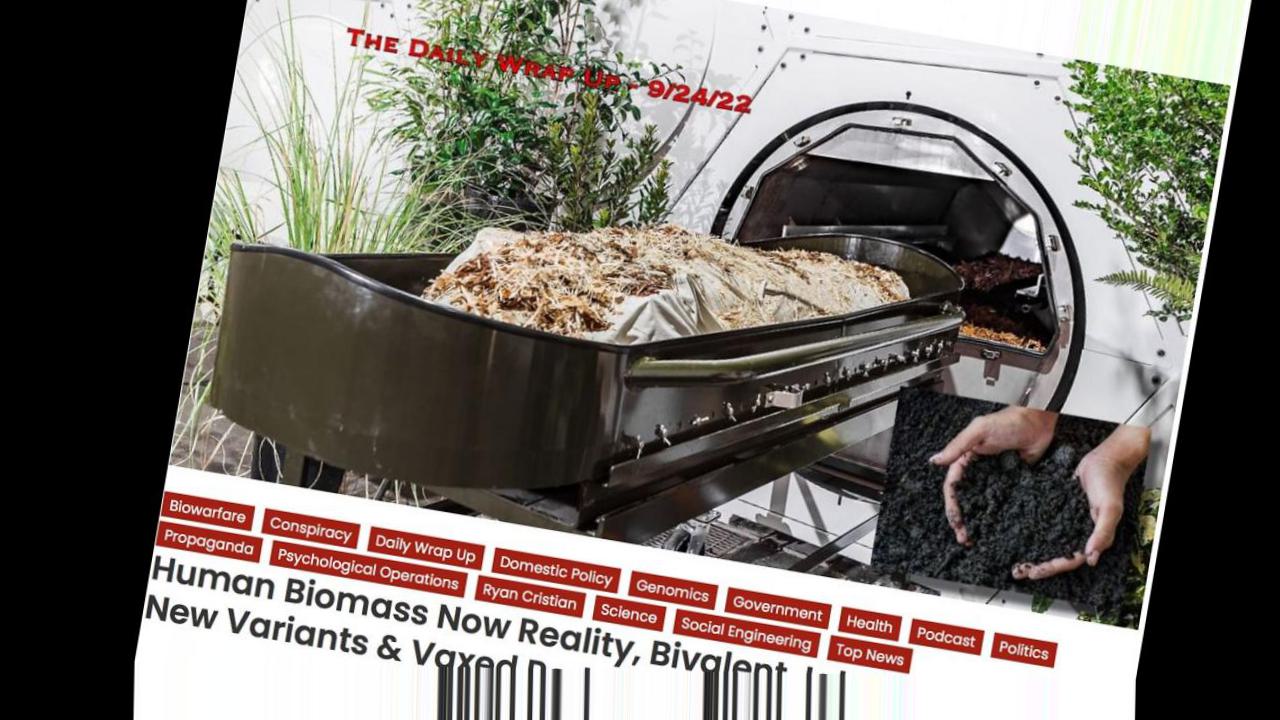 THE DAILY WRAP UP - 9/24/22
Blowarfare Conspiracy Daily Wrap Up Domestic Policy Genomics Government Health Podcast Politics
Propaganda Psychological Operations Ryan Cristian Science Social Engineering Top News
Human Biomass Now Reality, Bivalent
New Variants & Vaxed